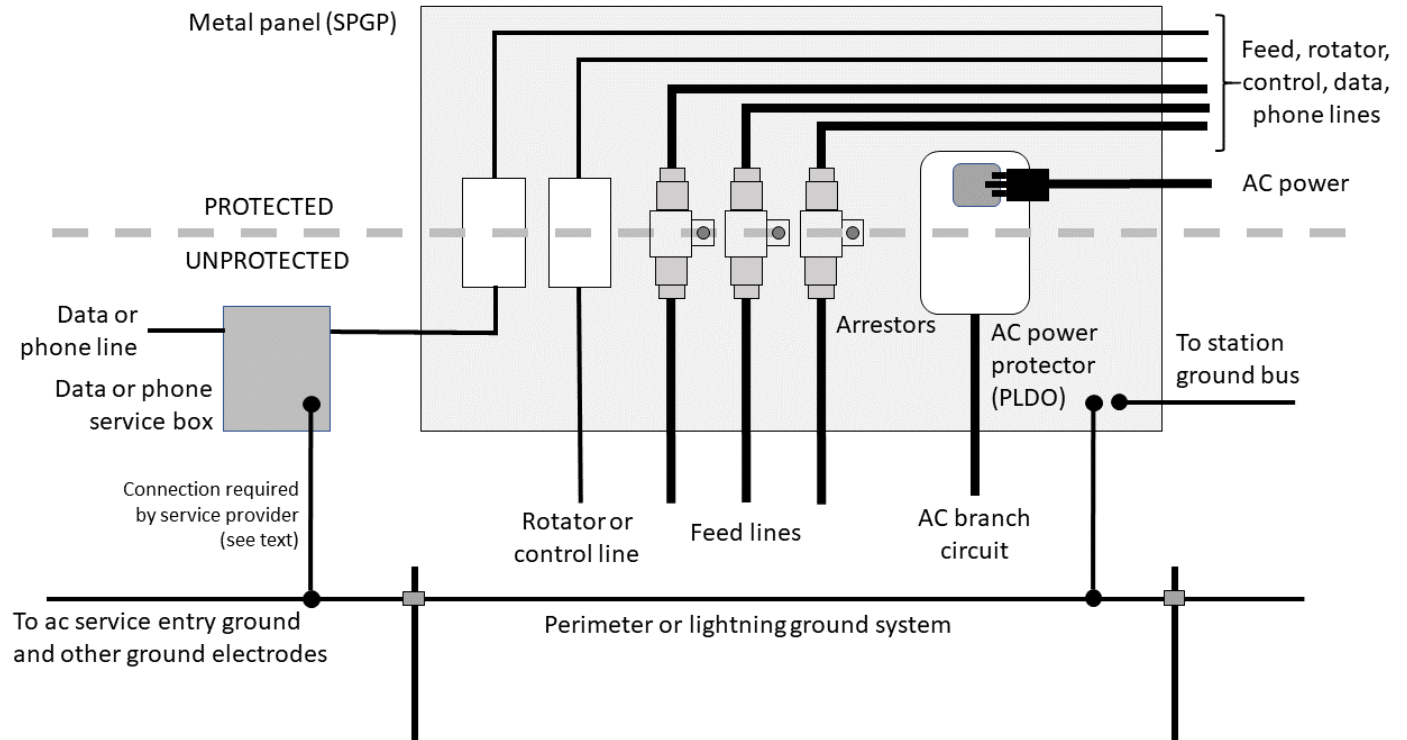 Metal panel (SPGP)
Feed, rotator,
control, data,
phone lines
AC power
PROTECTED
UNPROTECTED
Data or
phone line
Data or phone
service box
Arrestors
AC power
protector
(PLDO)
To station
ground bus
Connection required
by service provider
(see text)
Rotator or
control line
Feed lines
AC branch
circuit
To ac service entry ground
and other ground electrodes
Perimeter or lightning ground system